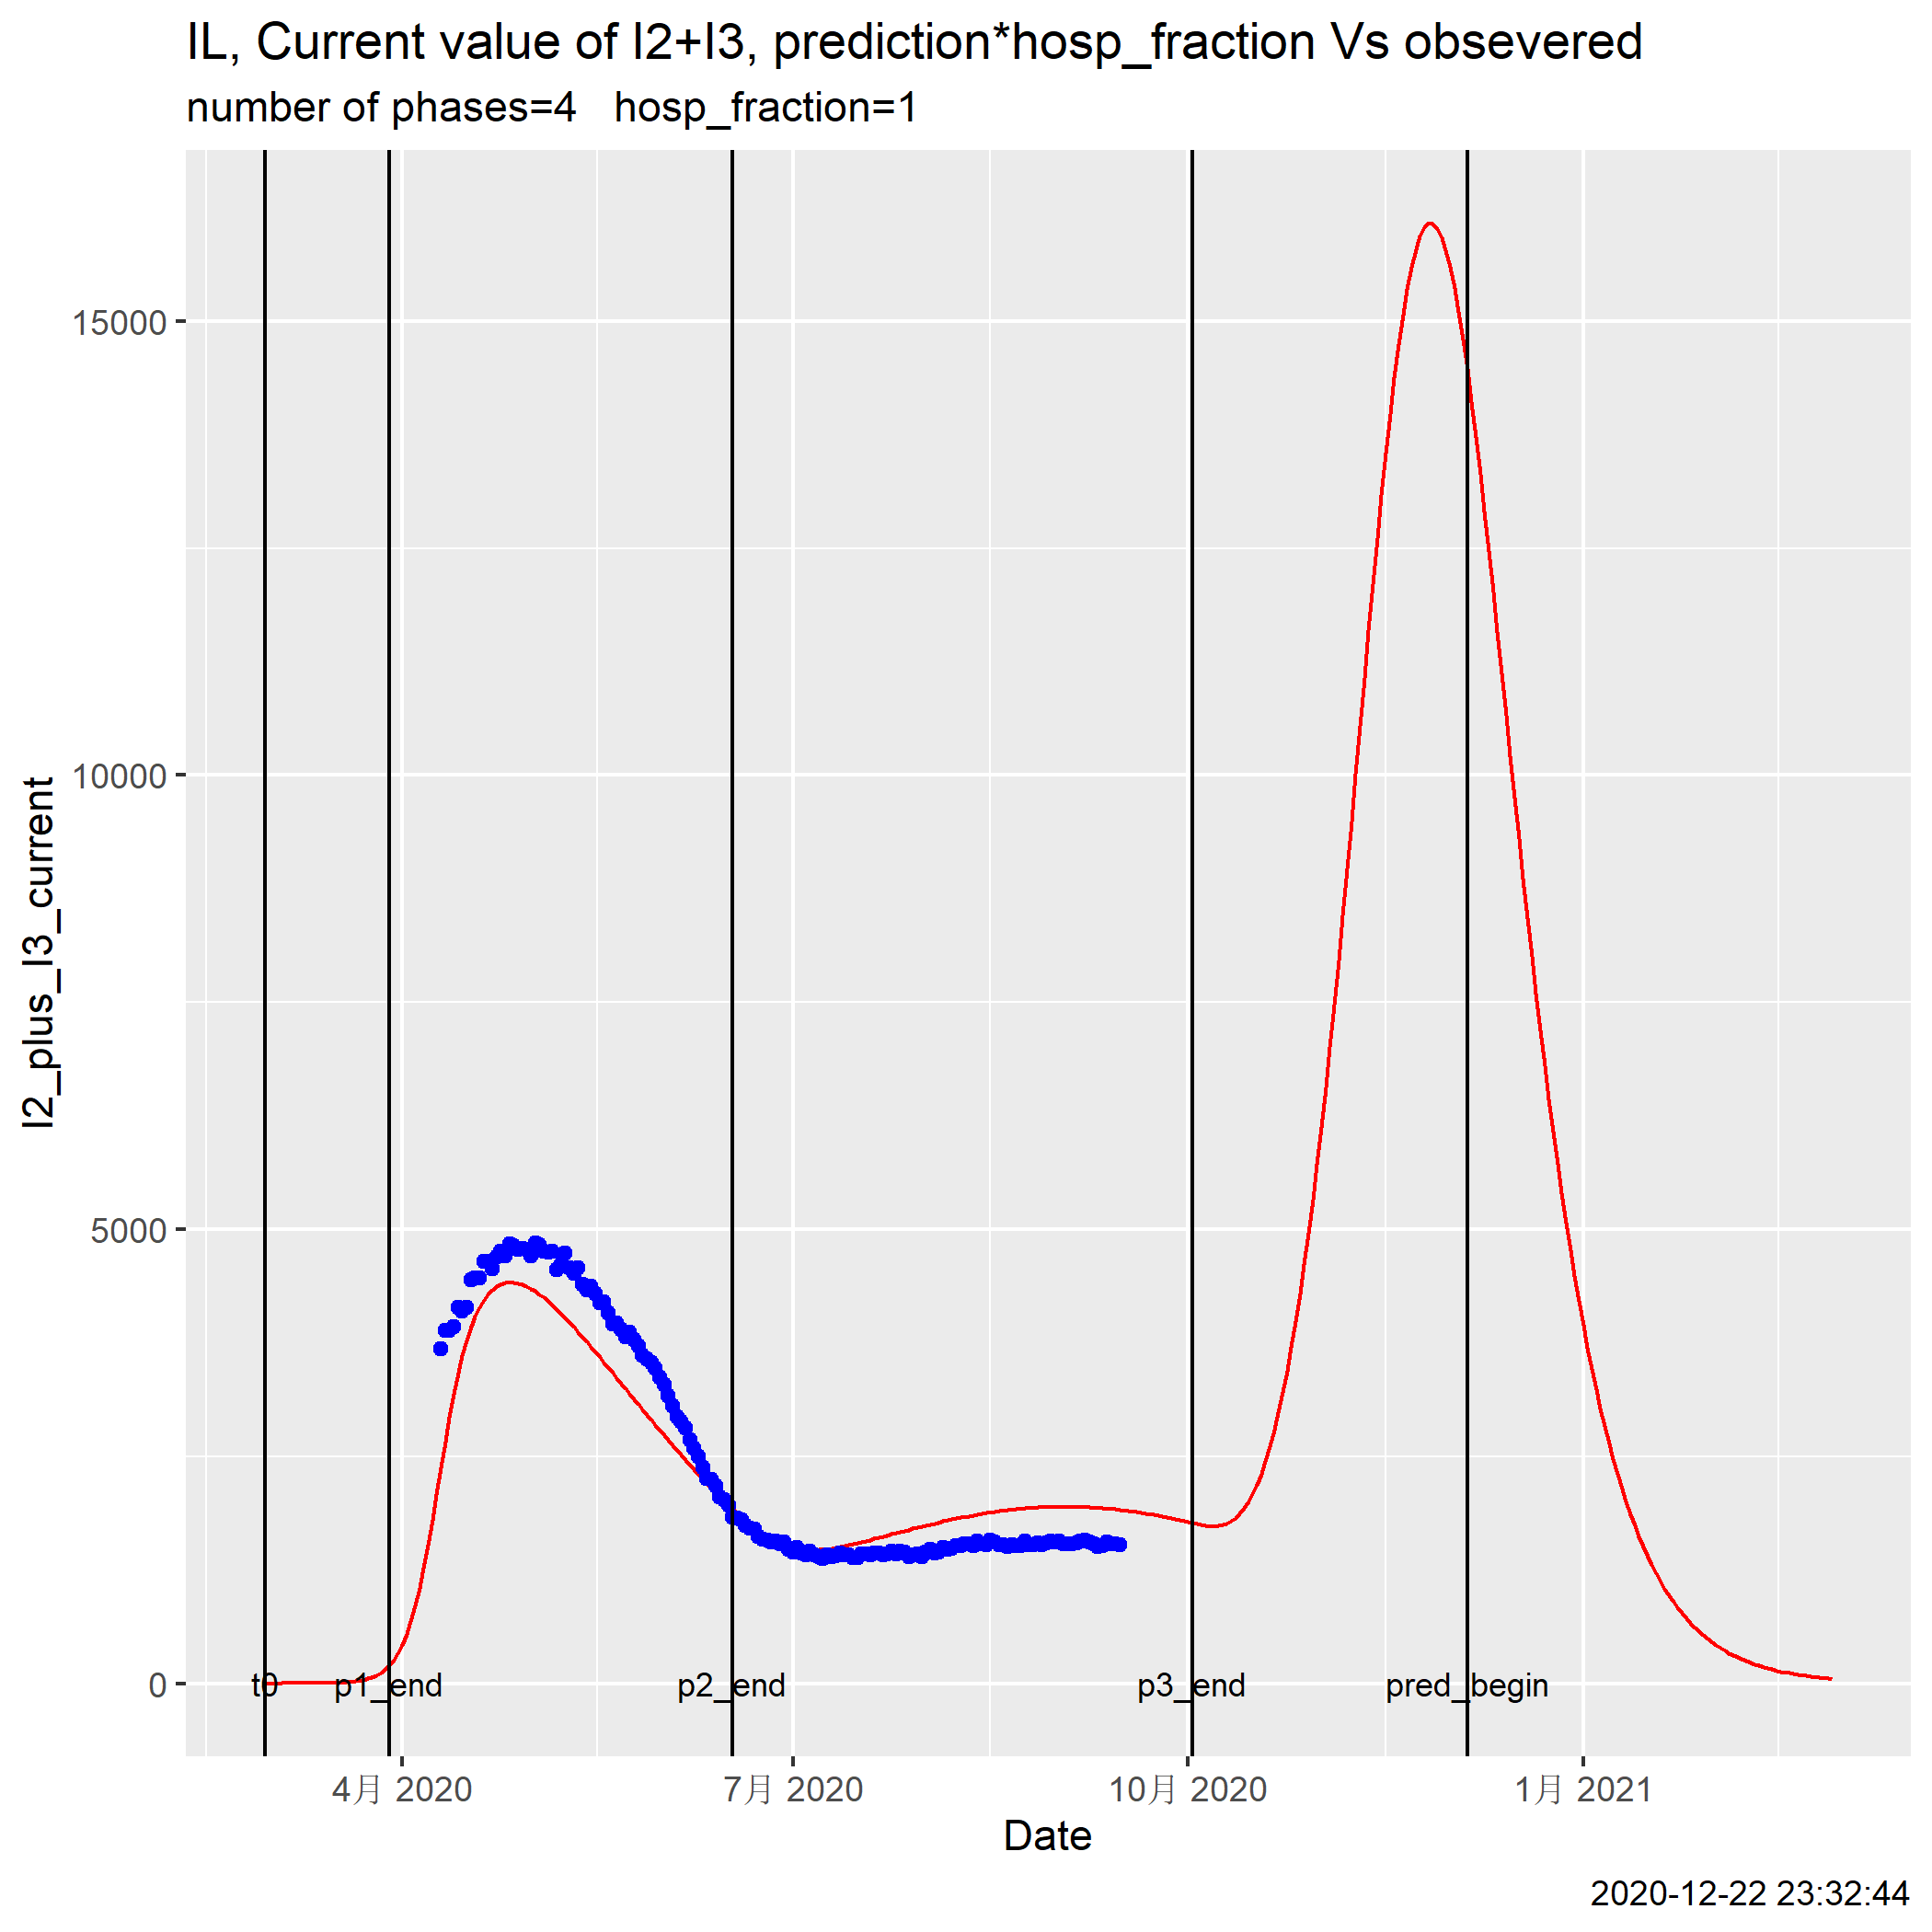 IL, Current value of I2+I3, prediction*hosp_fraction Vs obsevered
number of phases=4 hosp_fraction=1
I2_plus_I3_current
15000
10000
5000
0
t0 p1_end p2_end p3_end pred_begin
4月 2020 7月 2020 10月 2020 1月 2021
Date
2020-12-22 23:32:44